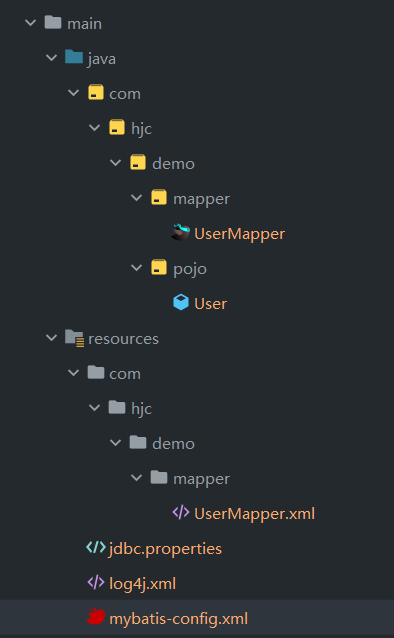 main
java
com
hjc
demo
mapper
UserMapper
pojo
User
resources
com
hjc
demo
mapper
UserMapper.xml
jdbc.properties
log4j.xml
mybatis-config.xml